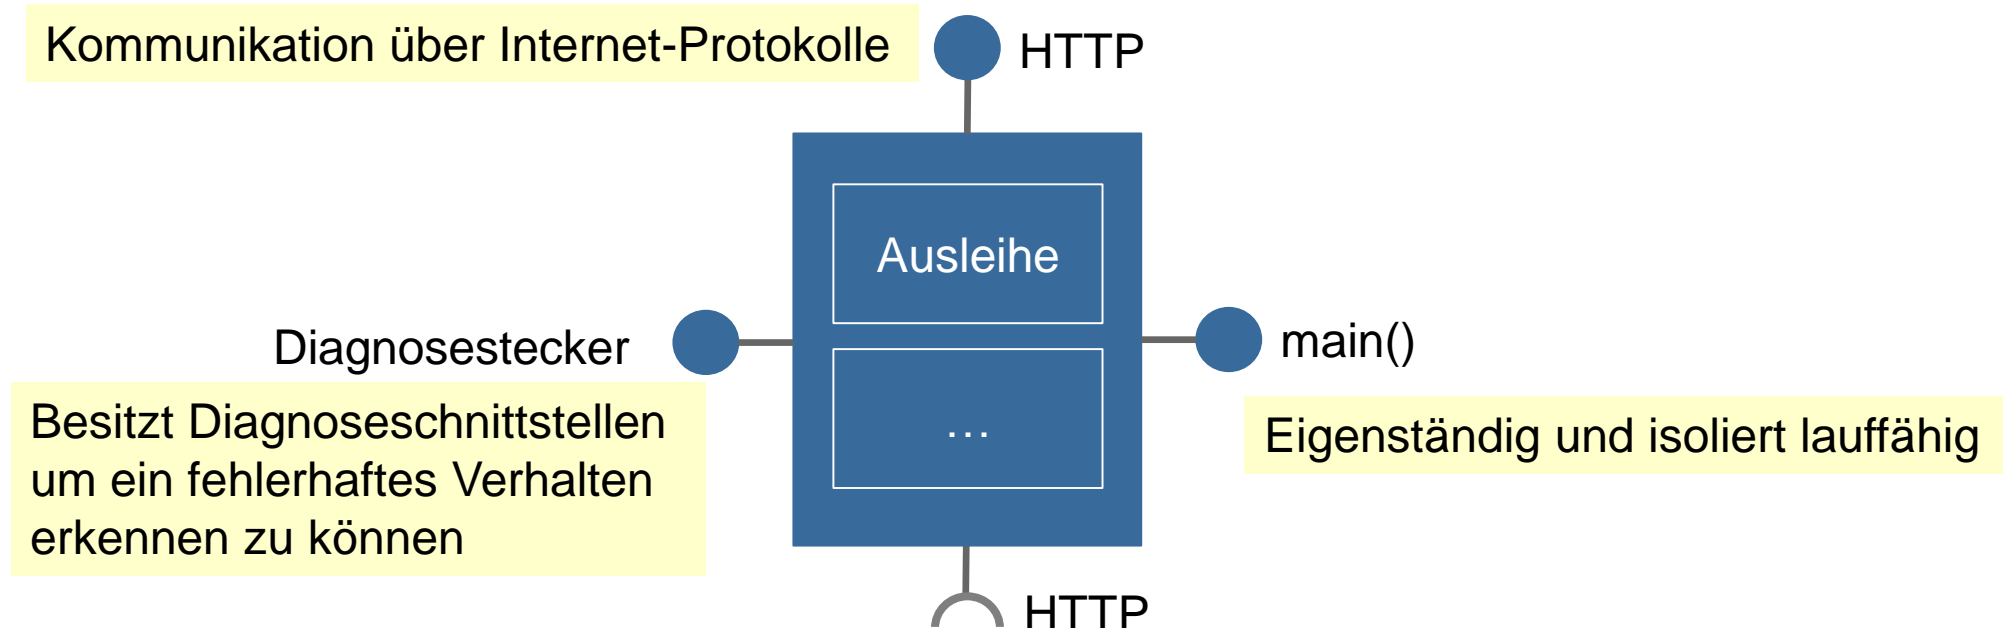 Kommunikation über Internet-Protokolle
HTTP
Ausleihe
Diagnosestecker
main()
Besitzt Diagnoseschnittstellen
um ein fehlerhaftes Verhalten
erkennen zu können
…
Eigenständig und isoliert lauffähig
HTTP